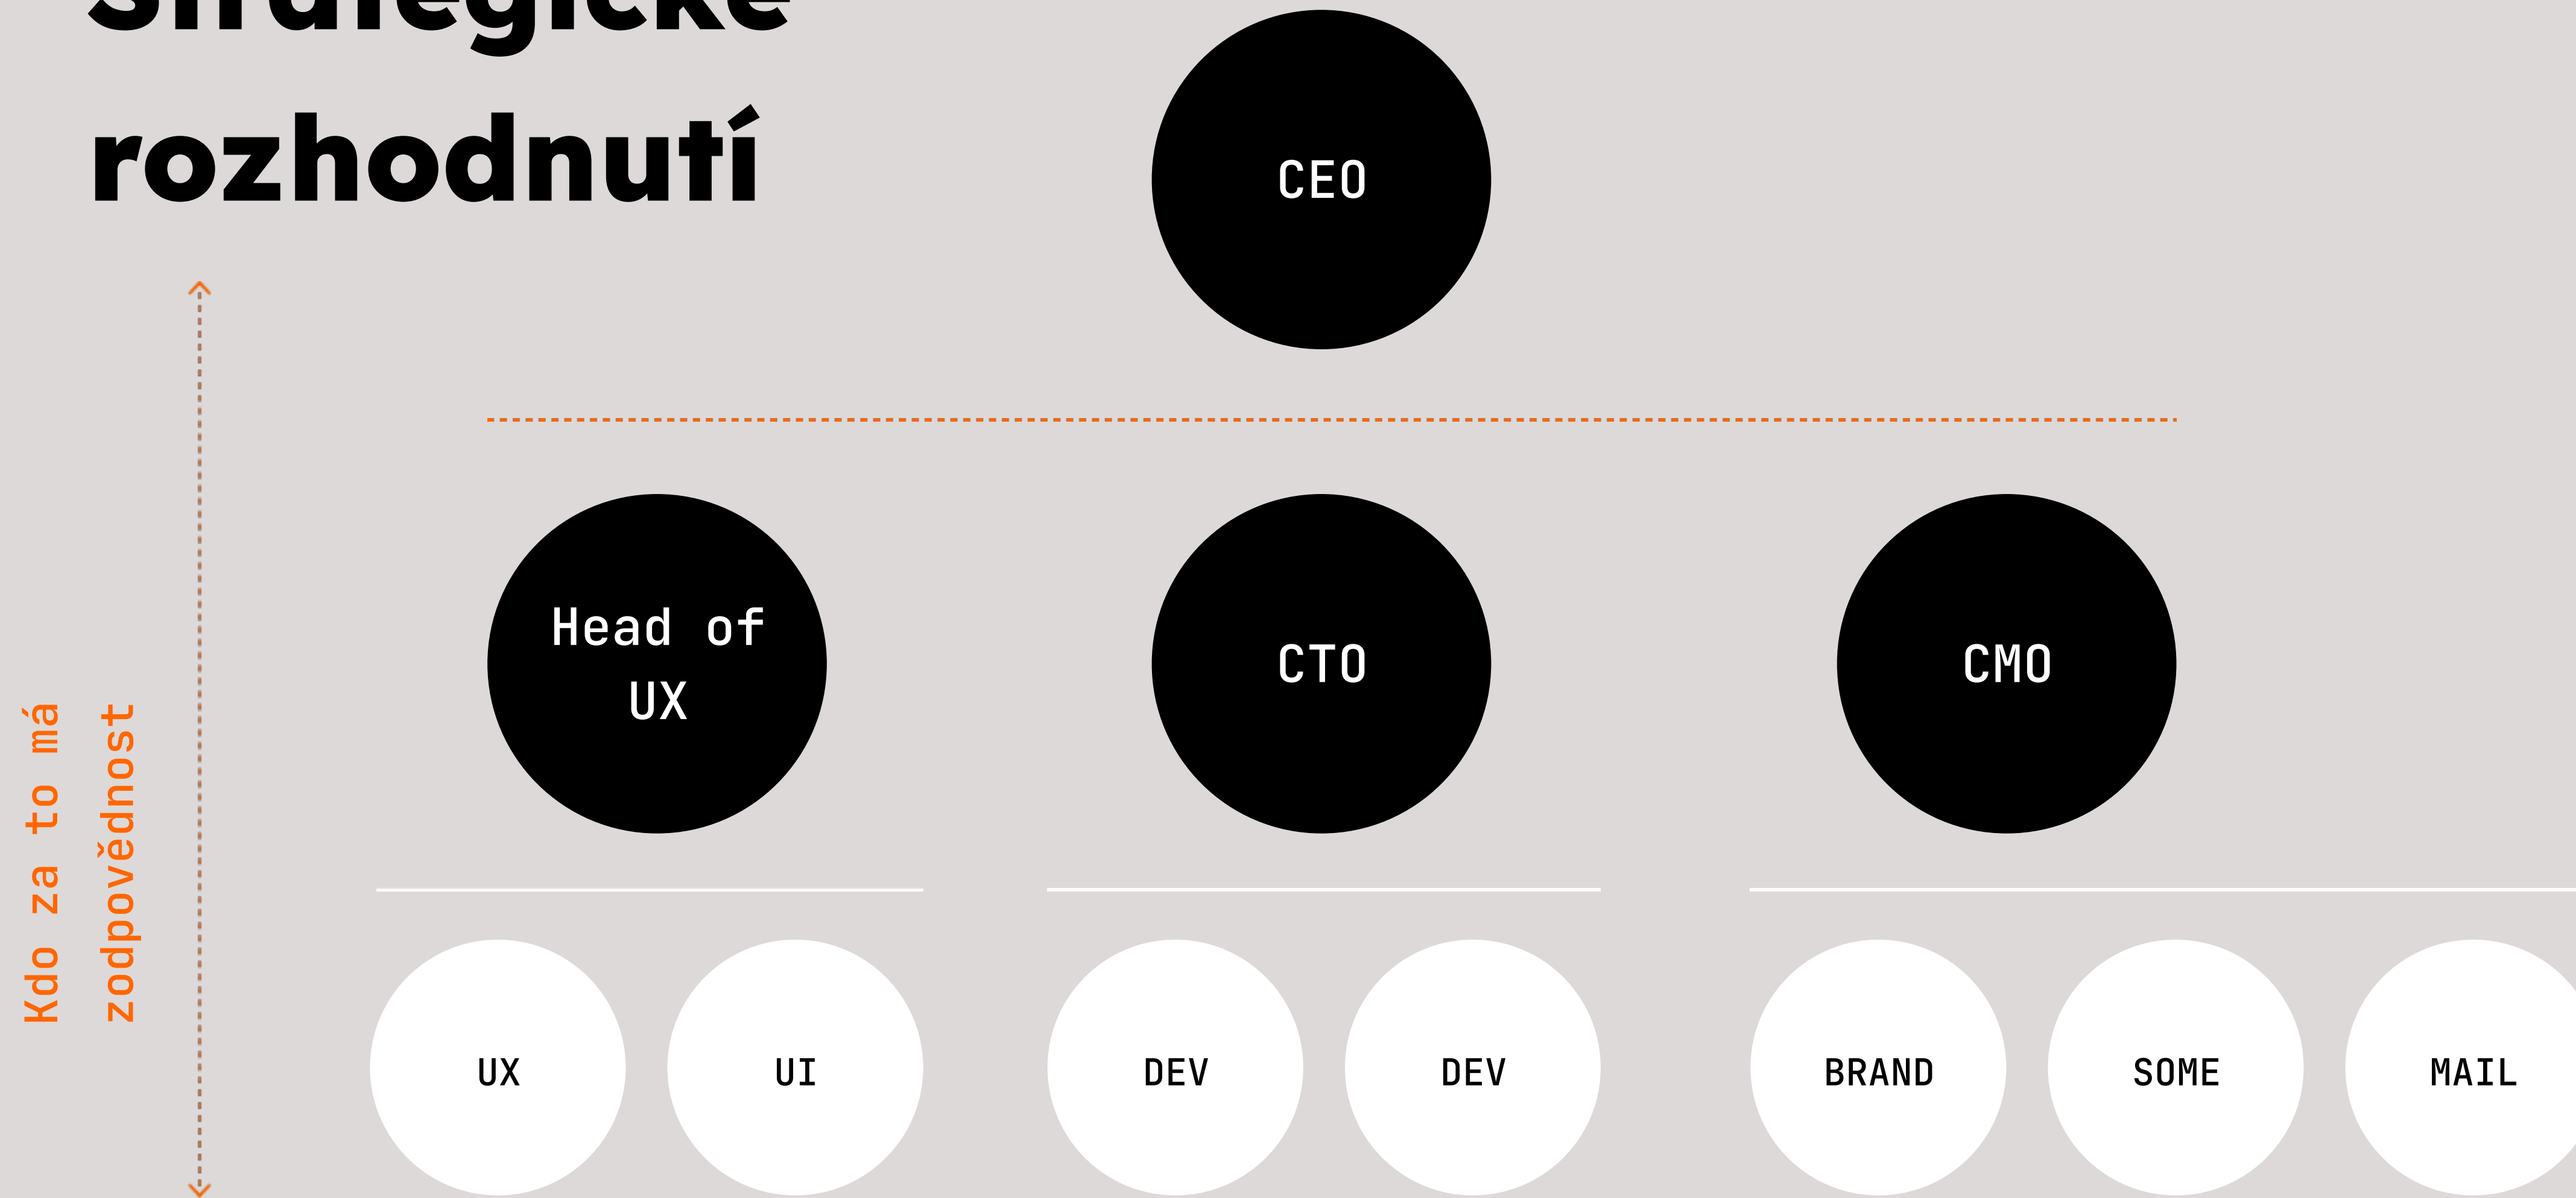 Strategické
rozhodnutí
CEO
Head of
UX
CTO
CMO
Kdo za to má
zodpovědnost
UX
UI
DEV
DEV
BRAND
SOME
MAIL